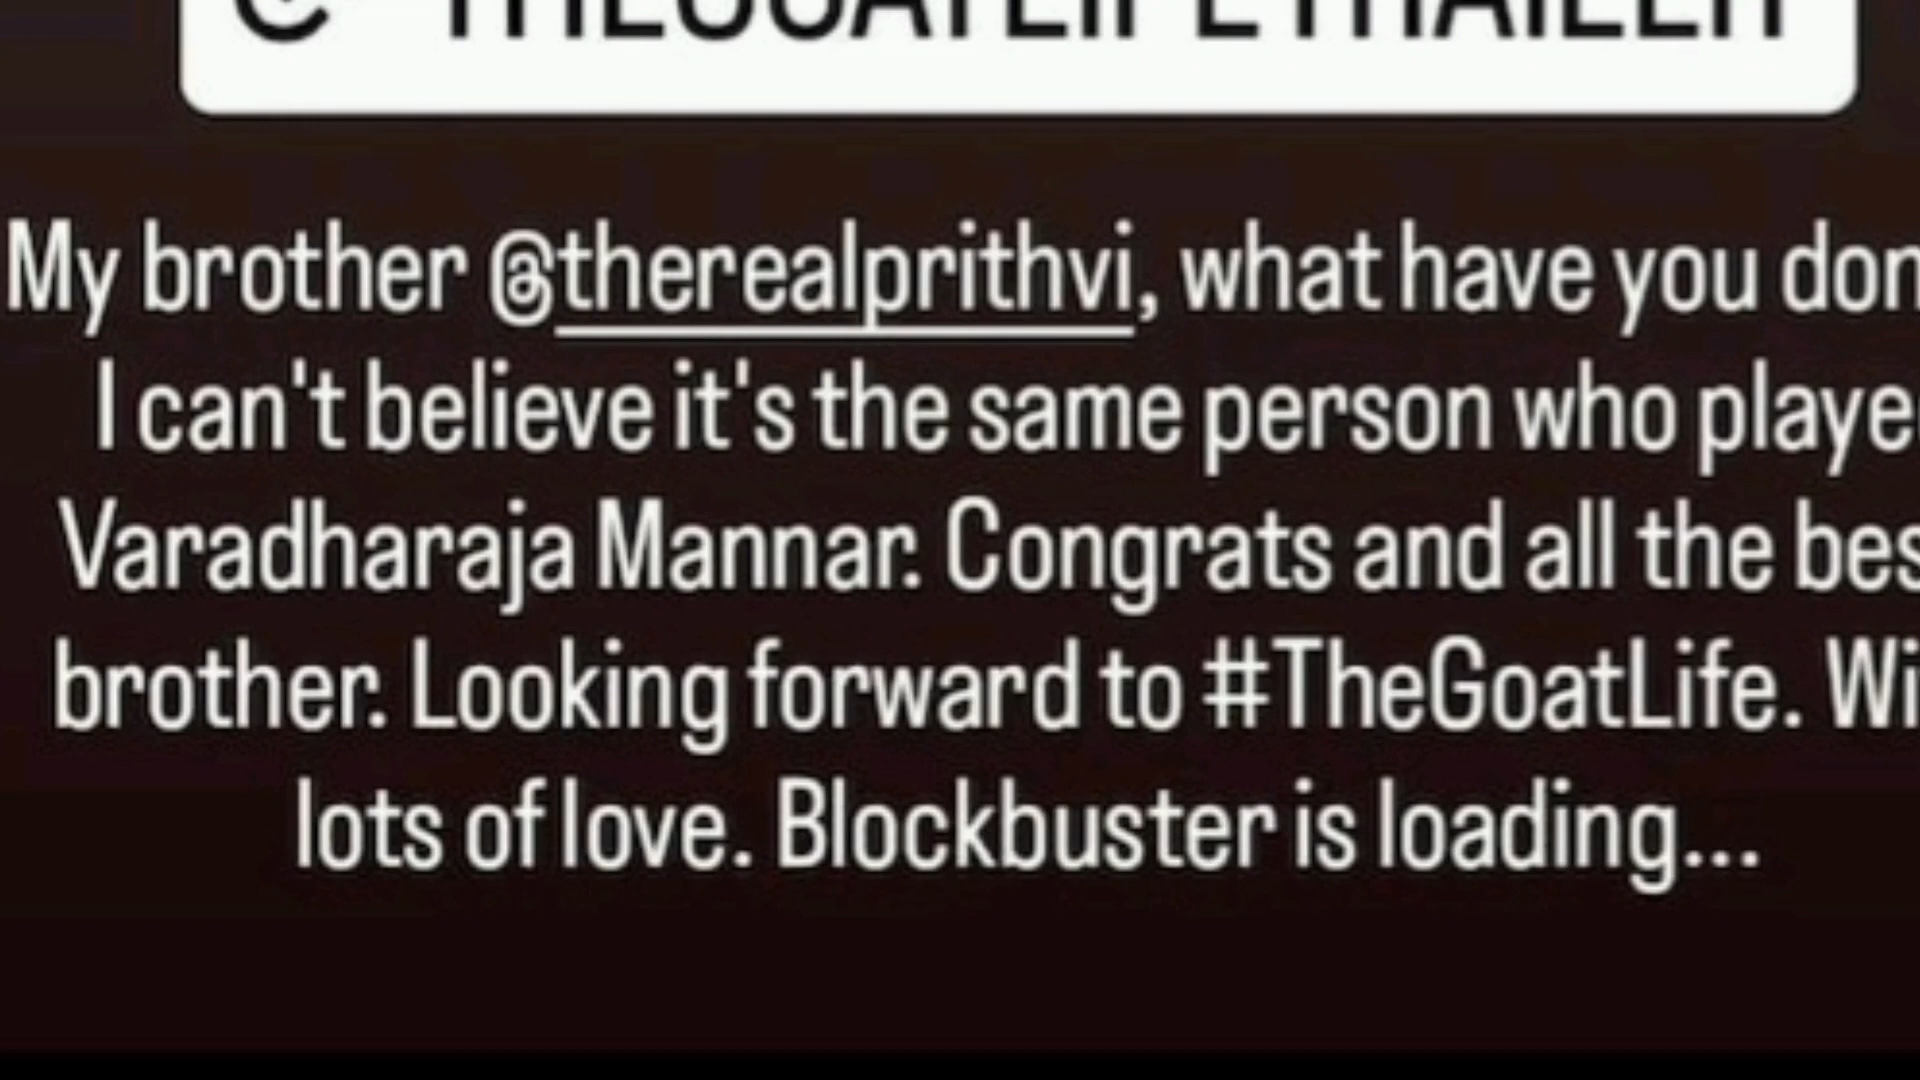 THEGOATLIFETRAILER
My brother @therealprithvi, what have you don
I can't believe it's the same person who playe
Varadharaja Mannar. Congrats and all the bes
brother. Looking forward to #TheGoatLife. Wi
lots of love. Blockbuster is loading...